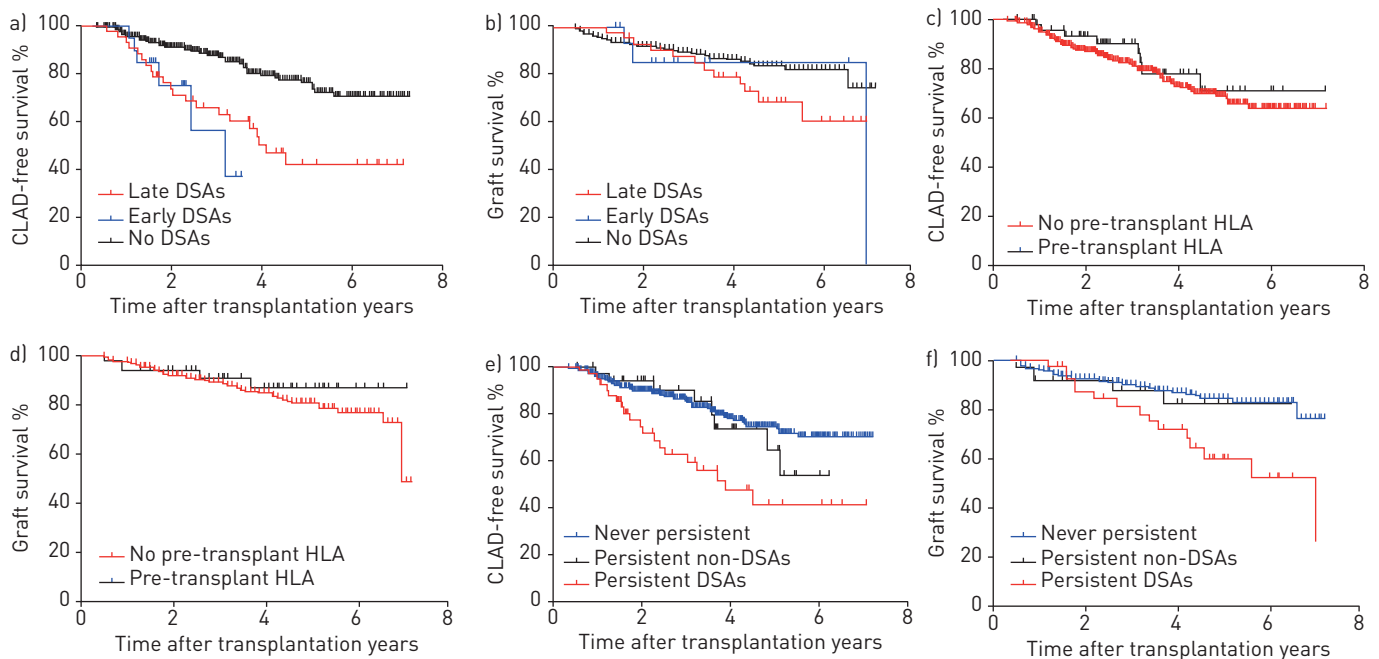 a)
CLAD-free survival %
100
80
60
40
20
0
Late DSAs
Early DSAs
No DSAs
0 2 4 6 8
Time after transplantation years
b)
Graft survival %
100
80
60
40
20
0
Late DSAs
Early DSAs
No DSAs
0 2 4 6 8
Time after transplantation years
c)
CLAD-free survival %
100
80
60
40
20
0
No pre-transplant HLA
Pre-transplant HLA
0 2 4 6 8
Time after transplantation years
d)
Graft survival %
100
80
60
40
20
0
No pre-transplant HLA
Pre-transplant HLA
0 2 4 6 8
Time after transplantation years
e)
CLAD-free survival %
100
80
60
40
20
0
Never persistent
Persistent non-DSAs
Persistent DSAs
0 2 4 6 8
Time after transplantation years
f)
Graft survival %
100
80
60
40
20
0
Never persistent
Persistent non-DSAs
Persistent DSAs
0 2 4 6 8
Time after transplantation years